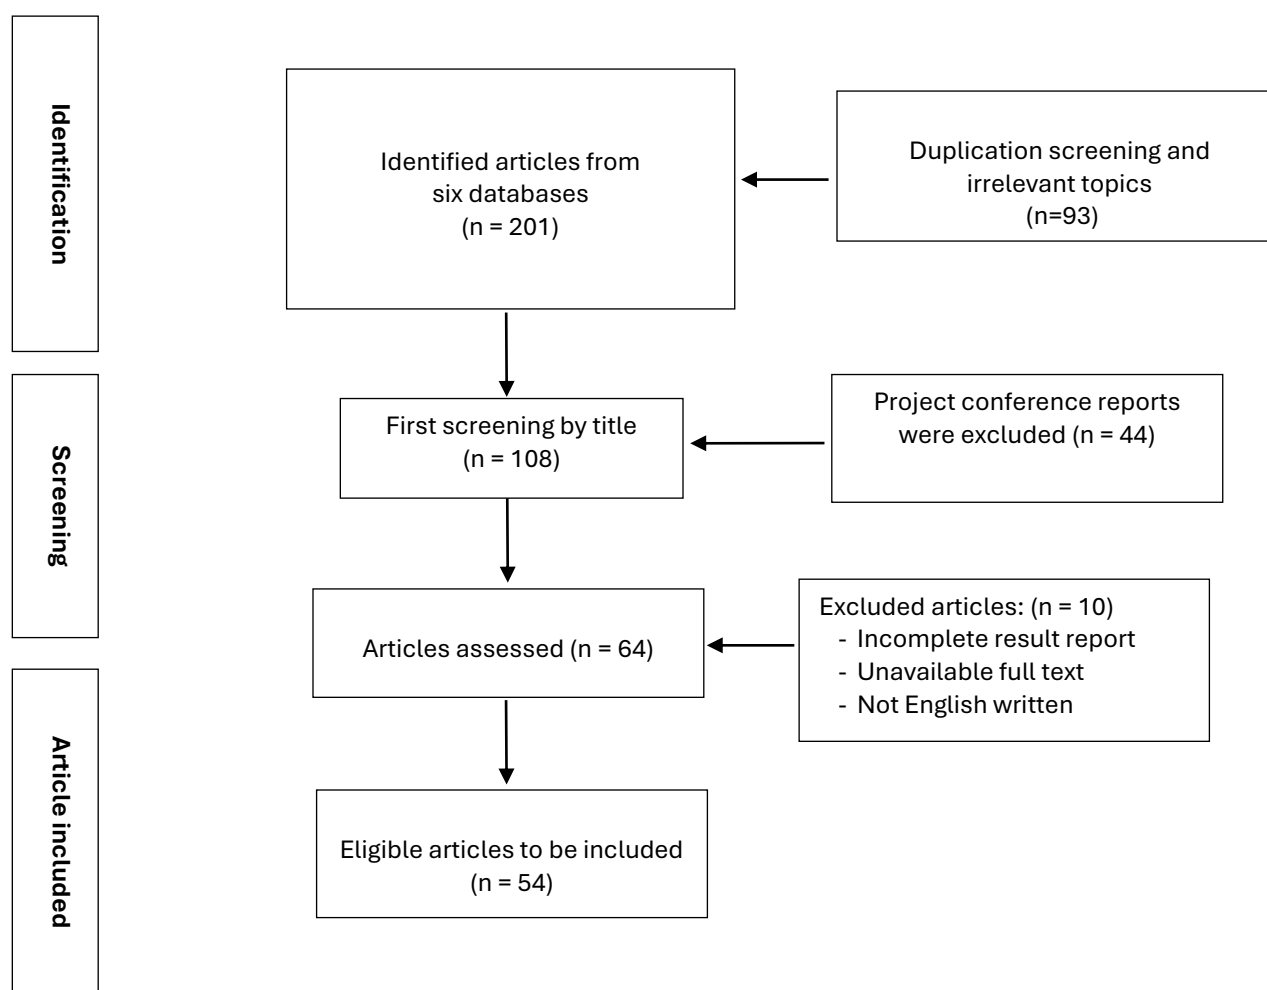 Identification
Identified articles from
six databases
(n = 201)
Duplication screening and
irrelevant topics
(n=93)
Screening
First screening by title
(n = 108)
Project conference reports
were excluded (n = 44)
Articles assessed (n = 64)
Excluded articles: (n = 10)
- Incomplete result report
- Unavailable full text
- Not English written
Article included
Eligible articles to be included
(n = 54)